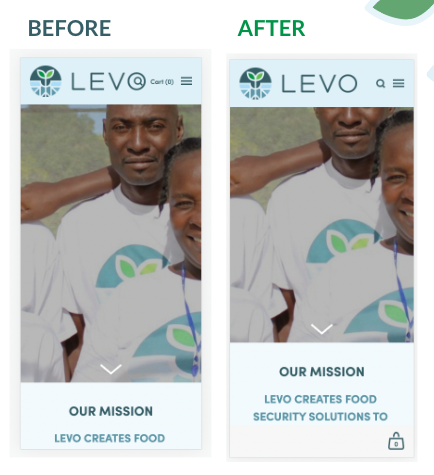 BEFORE
LEVO
Cart (0)
OUR MISSION
LEVO CREATES FOOD
AFTER
LEVO
OUR MISSION
LEVO CREATES FOOD
SECURITY SOLUTIONS TO
0